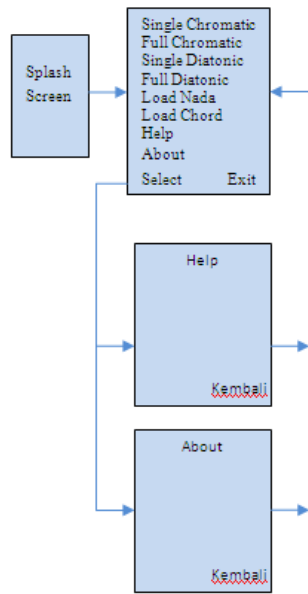 Splash
Screen
Single Chromatic
Full Chromatic
Single Diatonic
Full Diatonic
Load Nada
Load Chord
Help
About
Select Exit
Help
Kembali
About
Kembali